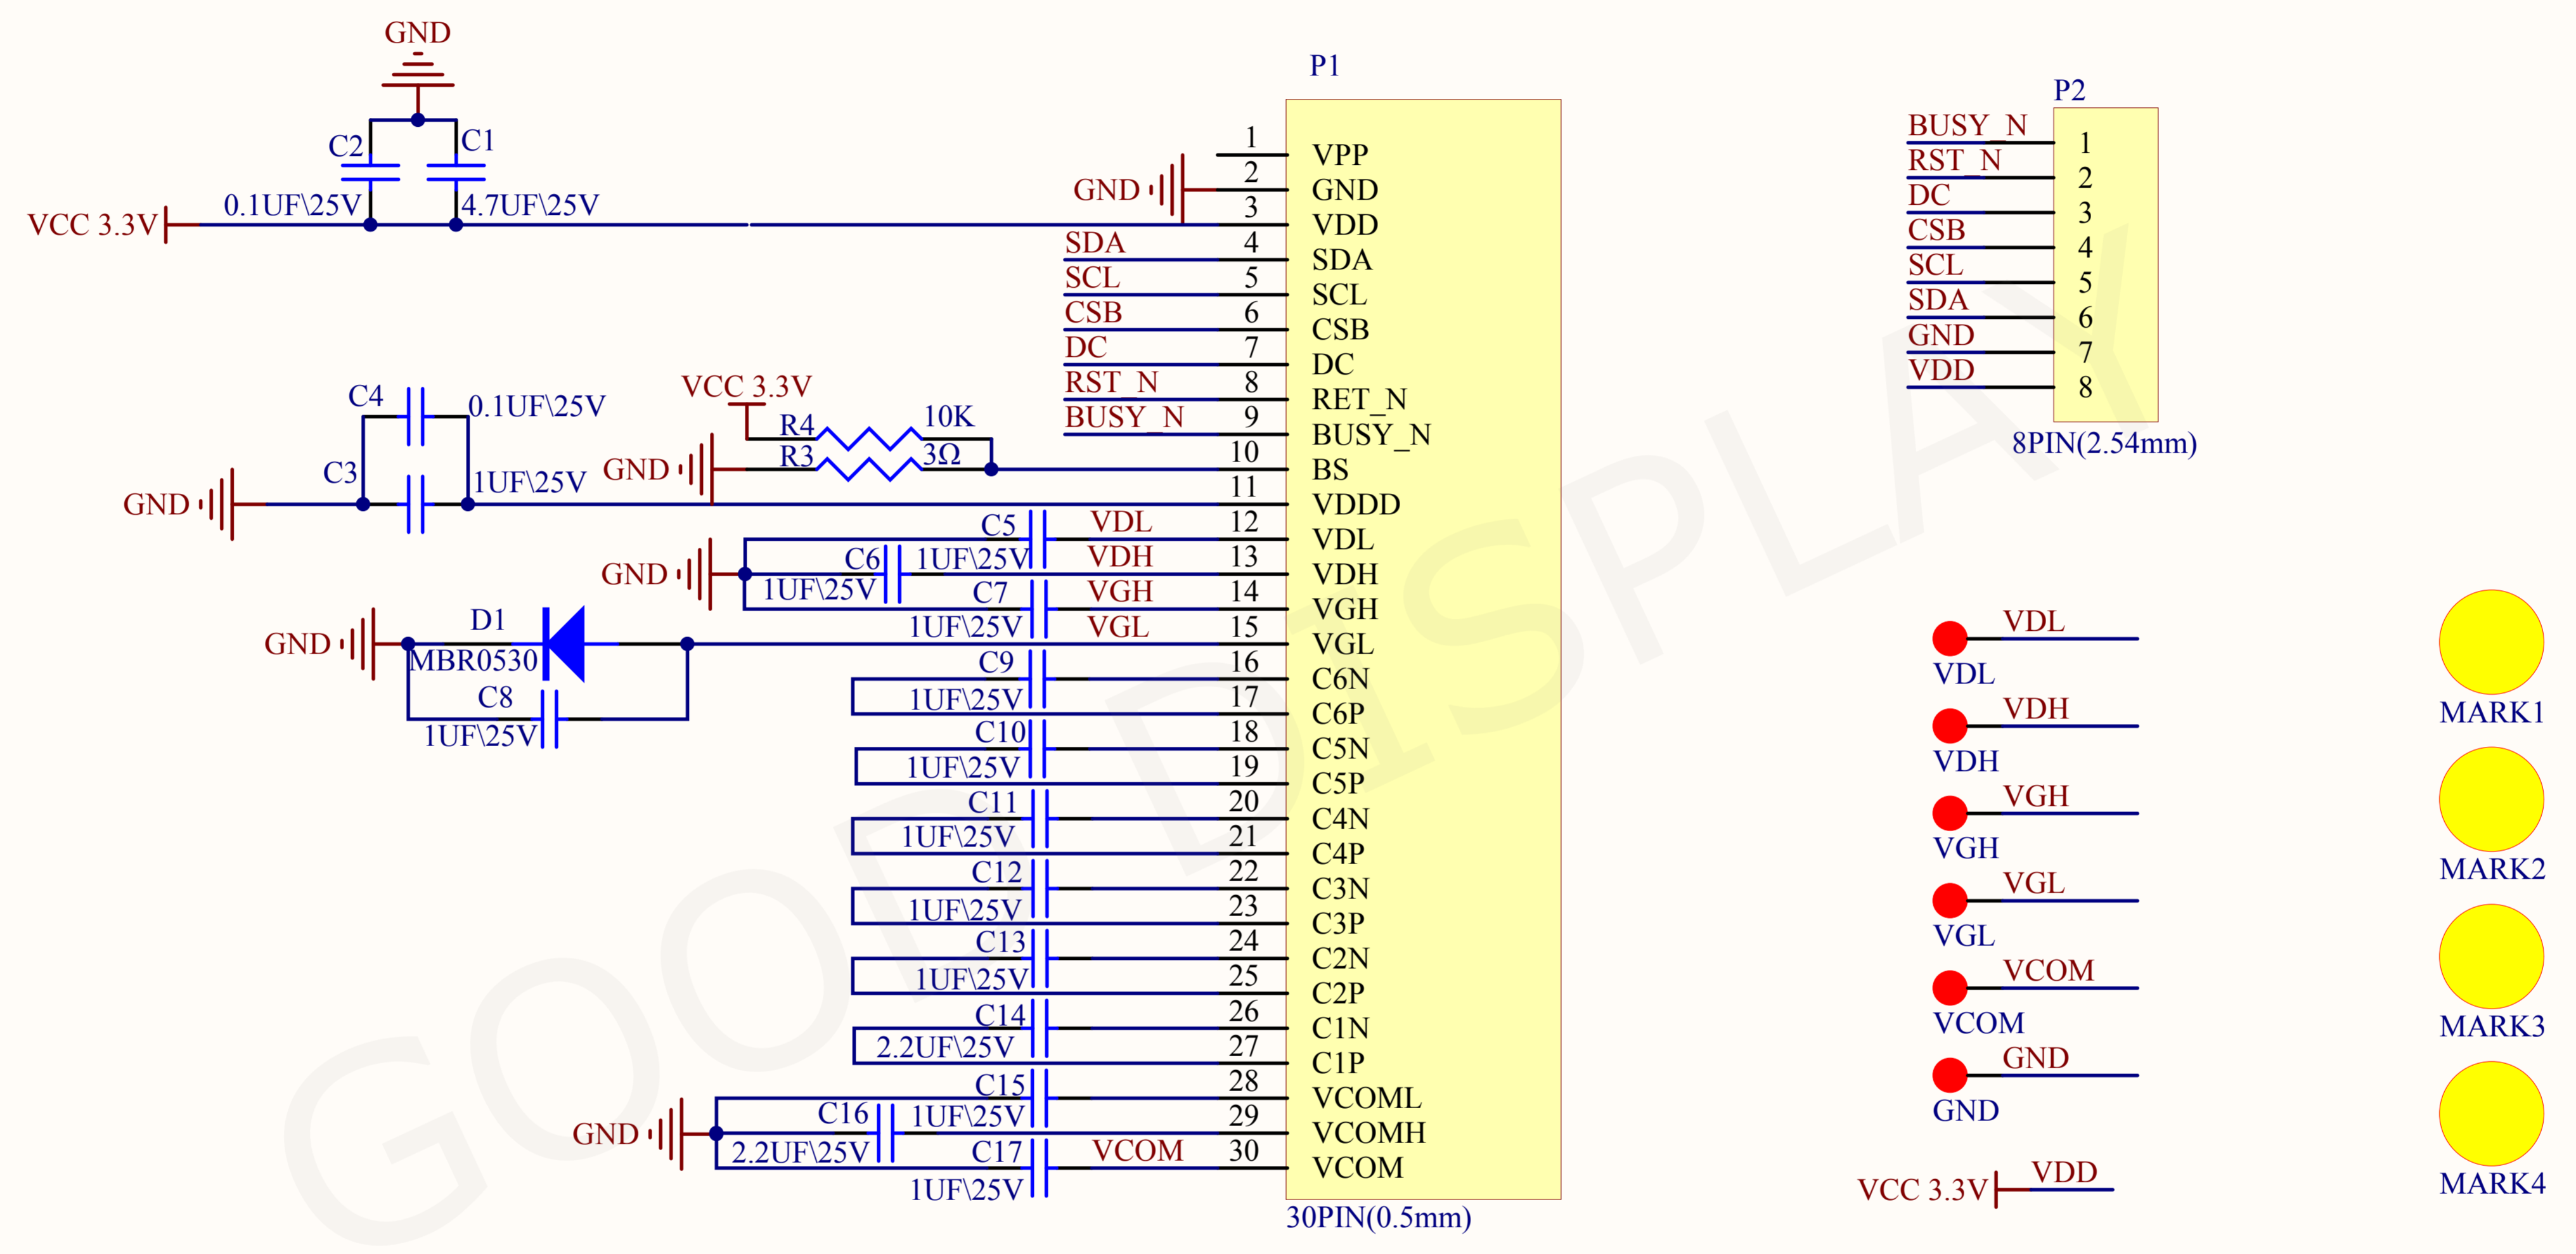 GND
C2
C1
0.1UF\25V
4.7UF\25V
VCC 3.3V
C4
0.1UF\25V
C3
1UF\25V
GND
VCC 3.3V
R4
10K
R3
3Ω
GND
GND
C5
1UF\25V
C6
1UF\25V
C7
1UF\25V
GND
D1
MBR0530
C8
1UF\25V
C9
1UF\25V
C10
1UF\25V
C11
1UF\25V
C12
1UF\25V
C13
1UF\25V
C14
2.2UF\25V
C15
1UF\25V
GND
C16
2.2UF\25V
C17
1UF\25V
P1
1 VPP
GND 2 GND
3 VDD
SDA 4 SDA
SCL 5 SCL
CSB 6 CSB
DC 7 DC
RST_N 8 RET_N
BUSY_N 9 BUSY_N
10 BS
11 VDDD
VDL 12 VDL
VDH 13 VDH
VGH 14 VGH
VGL 15 VGL
16 C6N
17 C6P
18 C5N
19 C5P
20 C4N
21 C4P
22 C3N
23 C3P
24 C2N
25 C2P
26 C1N
27 C1P
28 VCOML
29 VCOMH
VCOM 30 VCOM
30PIN(0.5mm)
P2
BUSY_N 1
RST_N 2
DC 3
CSB 4
SCL 5
SDA 6
GND 7
VDD 8
8PIN(2.54mm)
VDL
VDL
VDH
VDH
VGH
VGH
VGL
VGL
VCOM
VCOM
GND
GND
VCC 3.3V VDD
MARK1
MARK2
MARK3
MARK4
GOOD DISPLAY